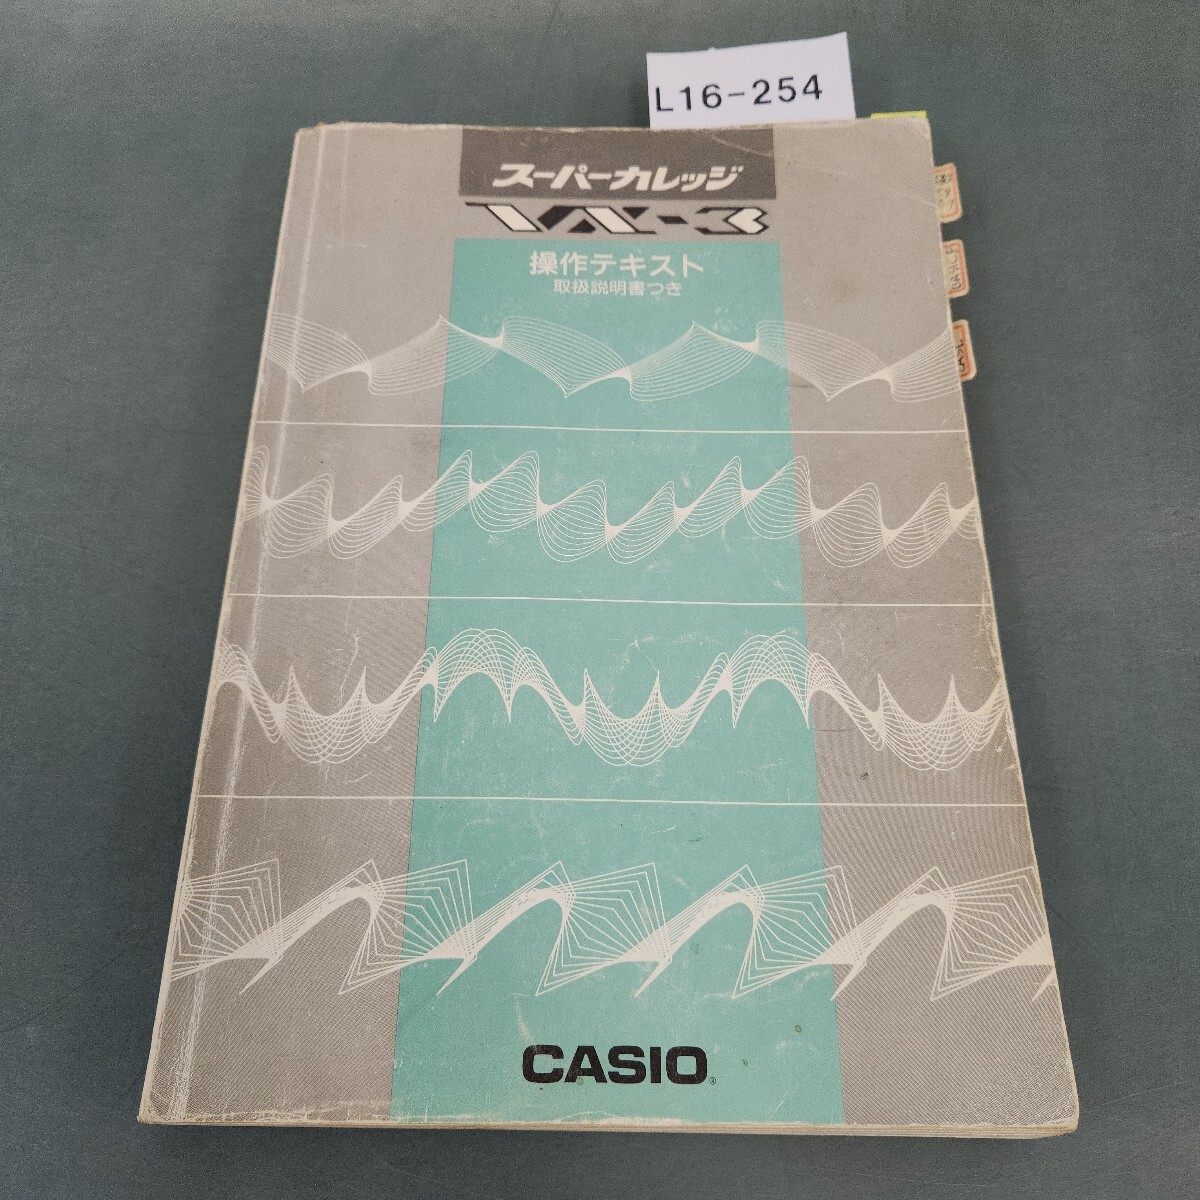 L16-254
スーパーカレッジ
VX-3
操作テキスト
取扱説明書つき
CASIO®